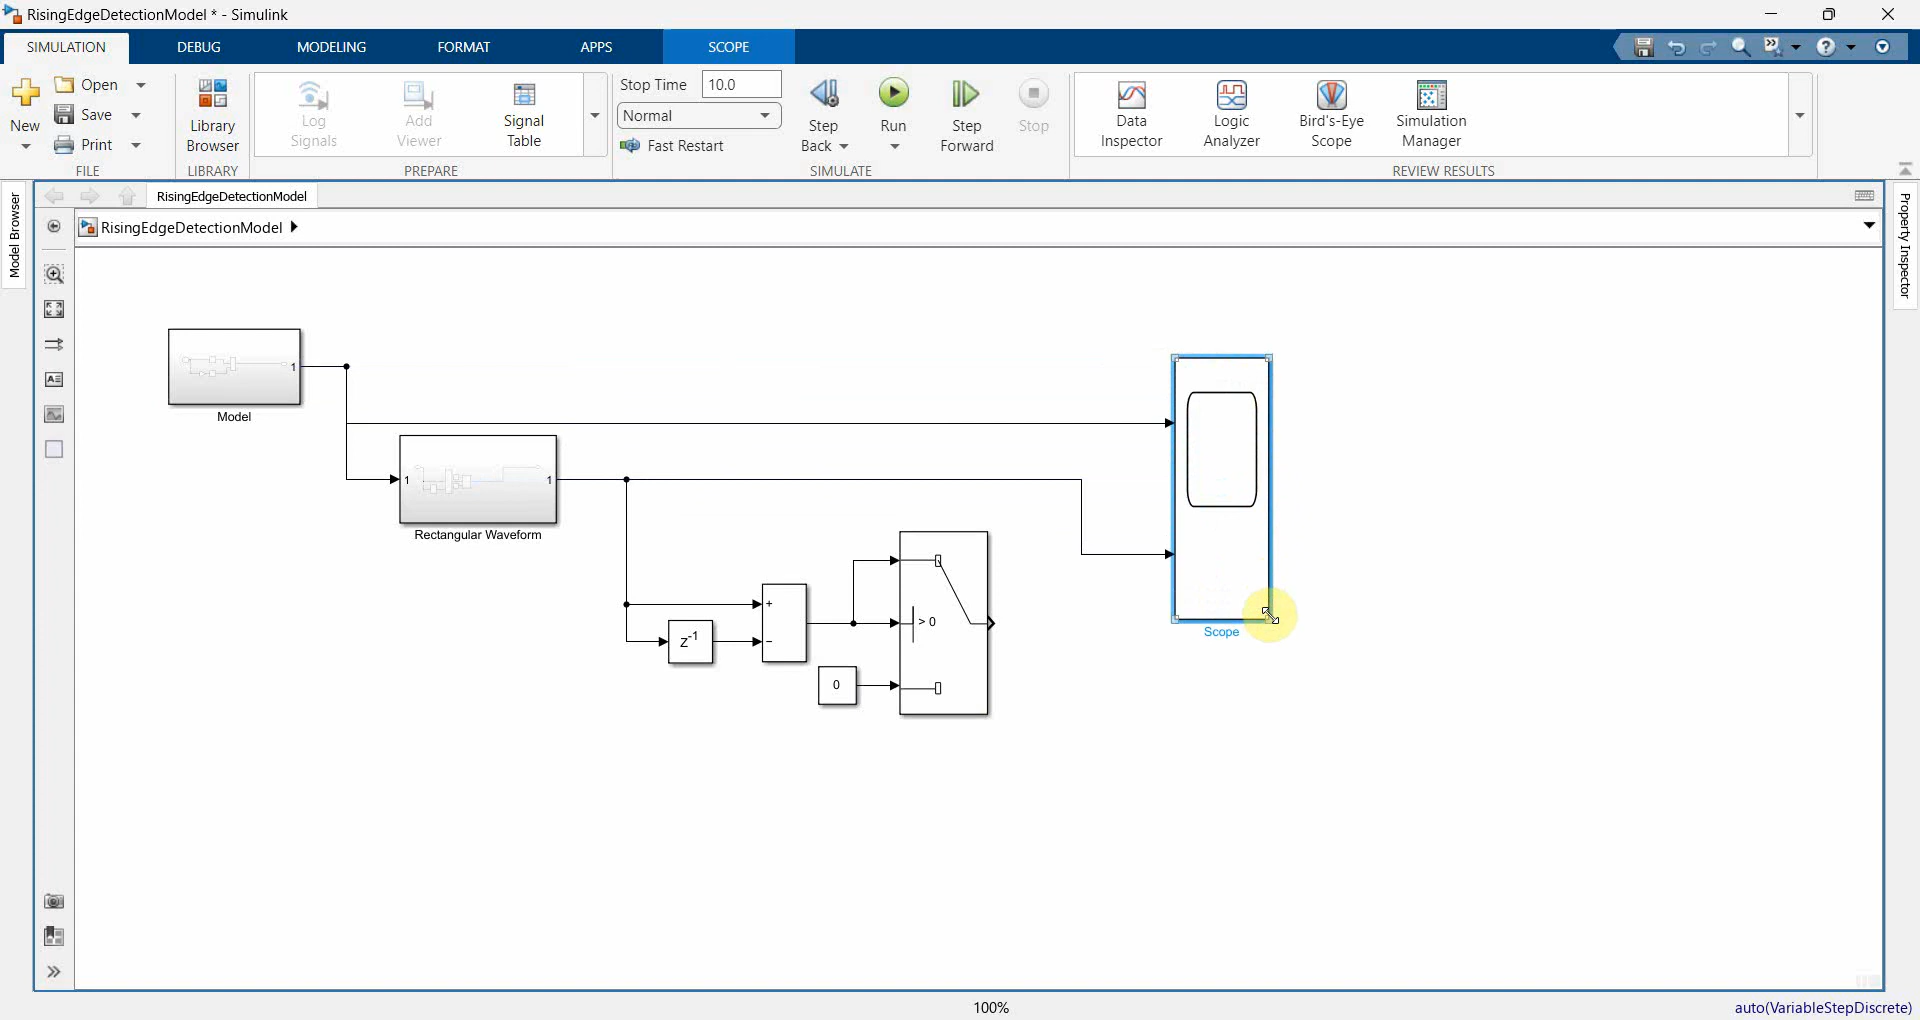 RisingEdgeDetectionModel * - Simulink
SIMULATION DEBUG MODELING FORMAT APPS SCOPE
New
Open
Save
Print
FILE
Library Browser
LIBRARY
Log Signals
Add Viewer
Signal Table
PREPARE
Stop Time 10.0
Normal
Fast Restart
Step Back
Run
Step Forward
Stop
SIMULATE
Data Inspector
Logic Analyzer
Bird's-Eye Scope
Simulation Manager
REVIEW RESULTS
Model Browser
RisingEdgeDetectionModel
RisingEdgeDetectionModel
Property Inspector
1
Model
1
1
Rectangular Waveform
z-1
+
−
> 0
0
Scope
100%
auto(VariableStepDiscrete)